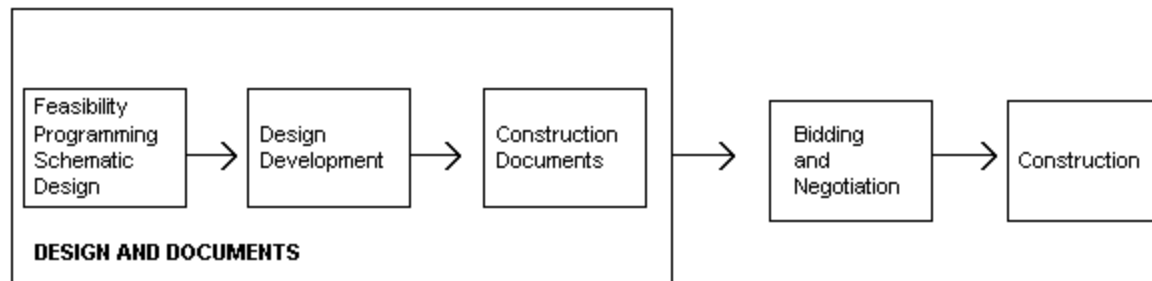 Feasibility
Programming
Schematic
Design
Design
Development
Construction
Documents
Bidding
and
Negotiation
Construction
DESIGN AND DOCUMENTS